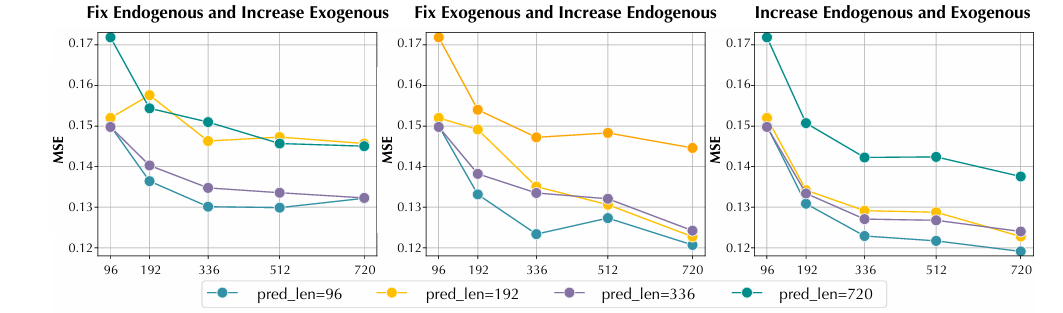 Fix Endogenous and Increase Exogenous
MSE
0.17
0.16
0.15
0.14
0.13
0.12
96 192 336 512 720
Fix Exogenous and Increase Endogenous
MSE
0.17
0.16
0.15
0.14
0.13
0.12
96 192 336 512 720
Increase Endogenous and Exogenous
MSE
0.17
0.16
0.15
0.14
0.13
0.12
96 192 336 512 720
pred_len=96 pred_len=192 pred_len=336 pred_len=720